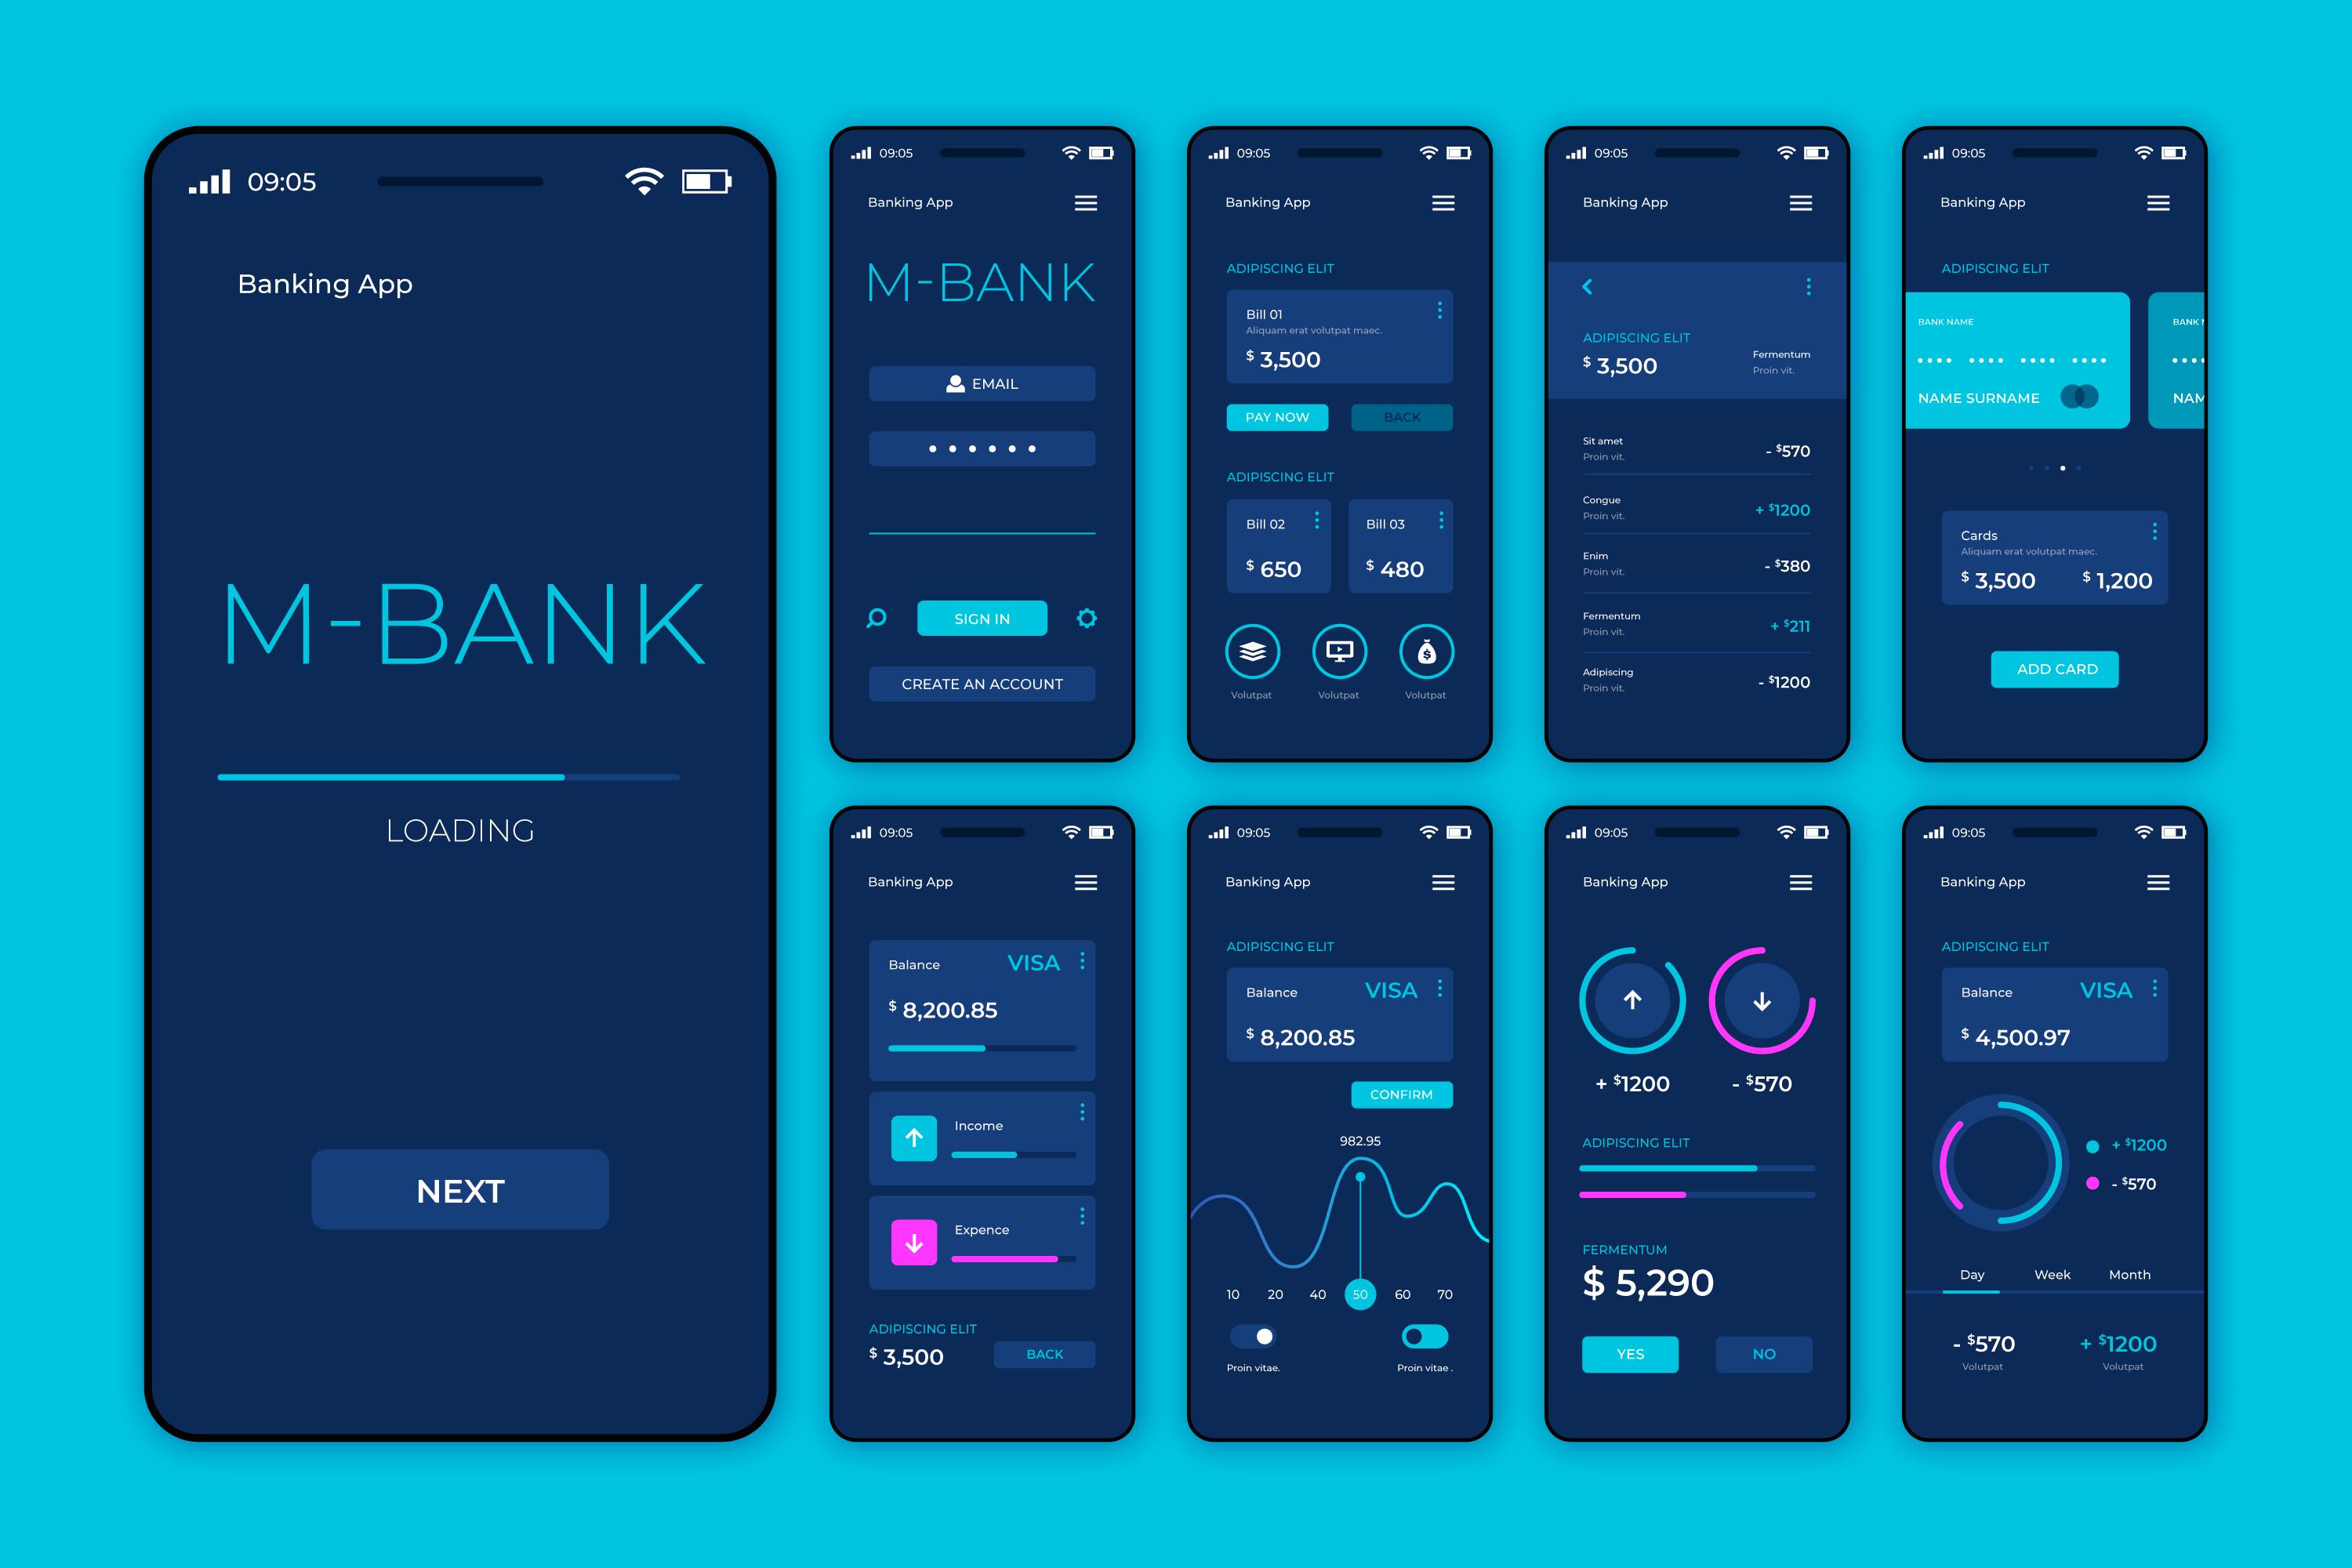 09:05
Banking App
M-BANK
LOADING
NEXT
09:05
Banking App
M-BANK
EMAIL
SIGN IN
CREATE AN ACCOUNT
09:05
Banking App
ADIPISCING ELIT
Bill 01
Aliquam erat volutpat maec.
$ 3,500
PAY NOW BACK
ADIPISCING ELIT
Bill 02 Bill 03
$ 650 $ 480
Volutpat Volutpat Volutpat
09:05
Banking App
ADIPISCING ELIT
$ 3,500
Fermentum
Proin vit.
Sit amet
Proin vit.
- $570
Congue
Proin vit.
+ $1200
Enim
Proin vit.
- $380
Fermentum
Proin vit.
+ $211
Adipiscing
Proin vit.
- $1200
09:05
Banking App
ADIPISCING ELIT
BANK NAME BANK
NAME SURNAME NAM
Cards
Aliquam erat volutpat maec.
$ 3,500 $ 1,200
ADD CARD
09:05
Banking App
Balance VISA
$ 8,200.85
Income
Expence
ADIPISCING ELIT
$ 3,500 BACK
09:05
Banking App
ADIPISCING ELIT
Balance VISA
$ 8,200.85
CONFIRM
982.95
10 20 40 50 60 70
Proin vitae. Proin vitae .
09:05
Banking App
+ $1200 - $570
ADIPISCING ELIT
FERMENTUM
$ 5,290
YES NO
09:05
Banking App
ADIPISCING ELIT
Balance VISA
$ 4,500.97
+ $1200
- $570
Day Week Month
- $570 + $1200
Volutpat Volutpat